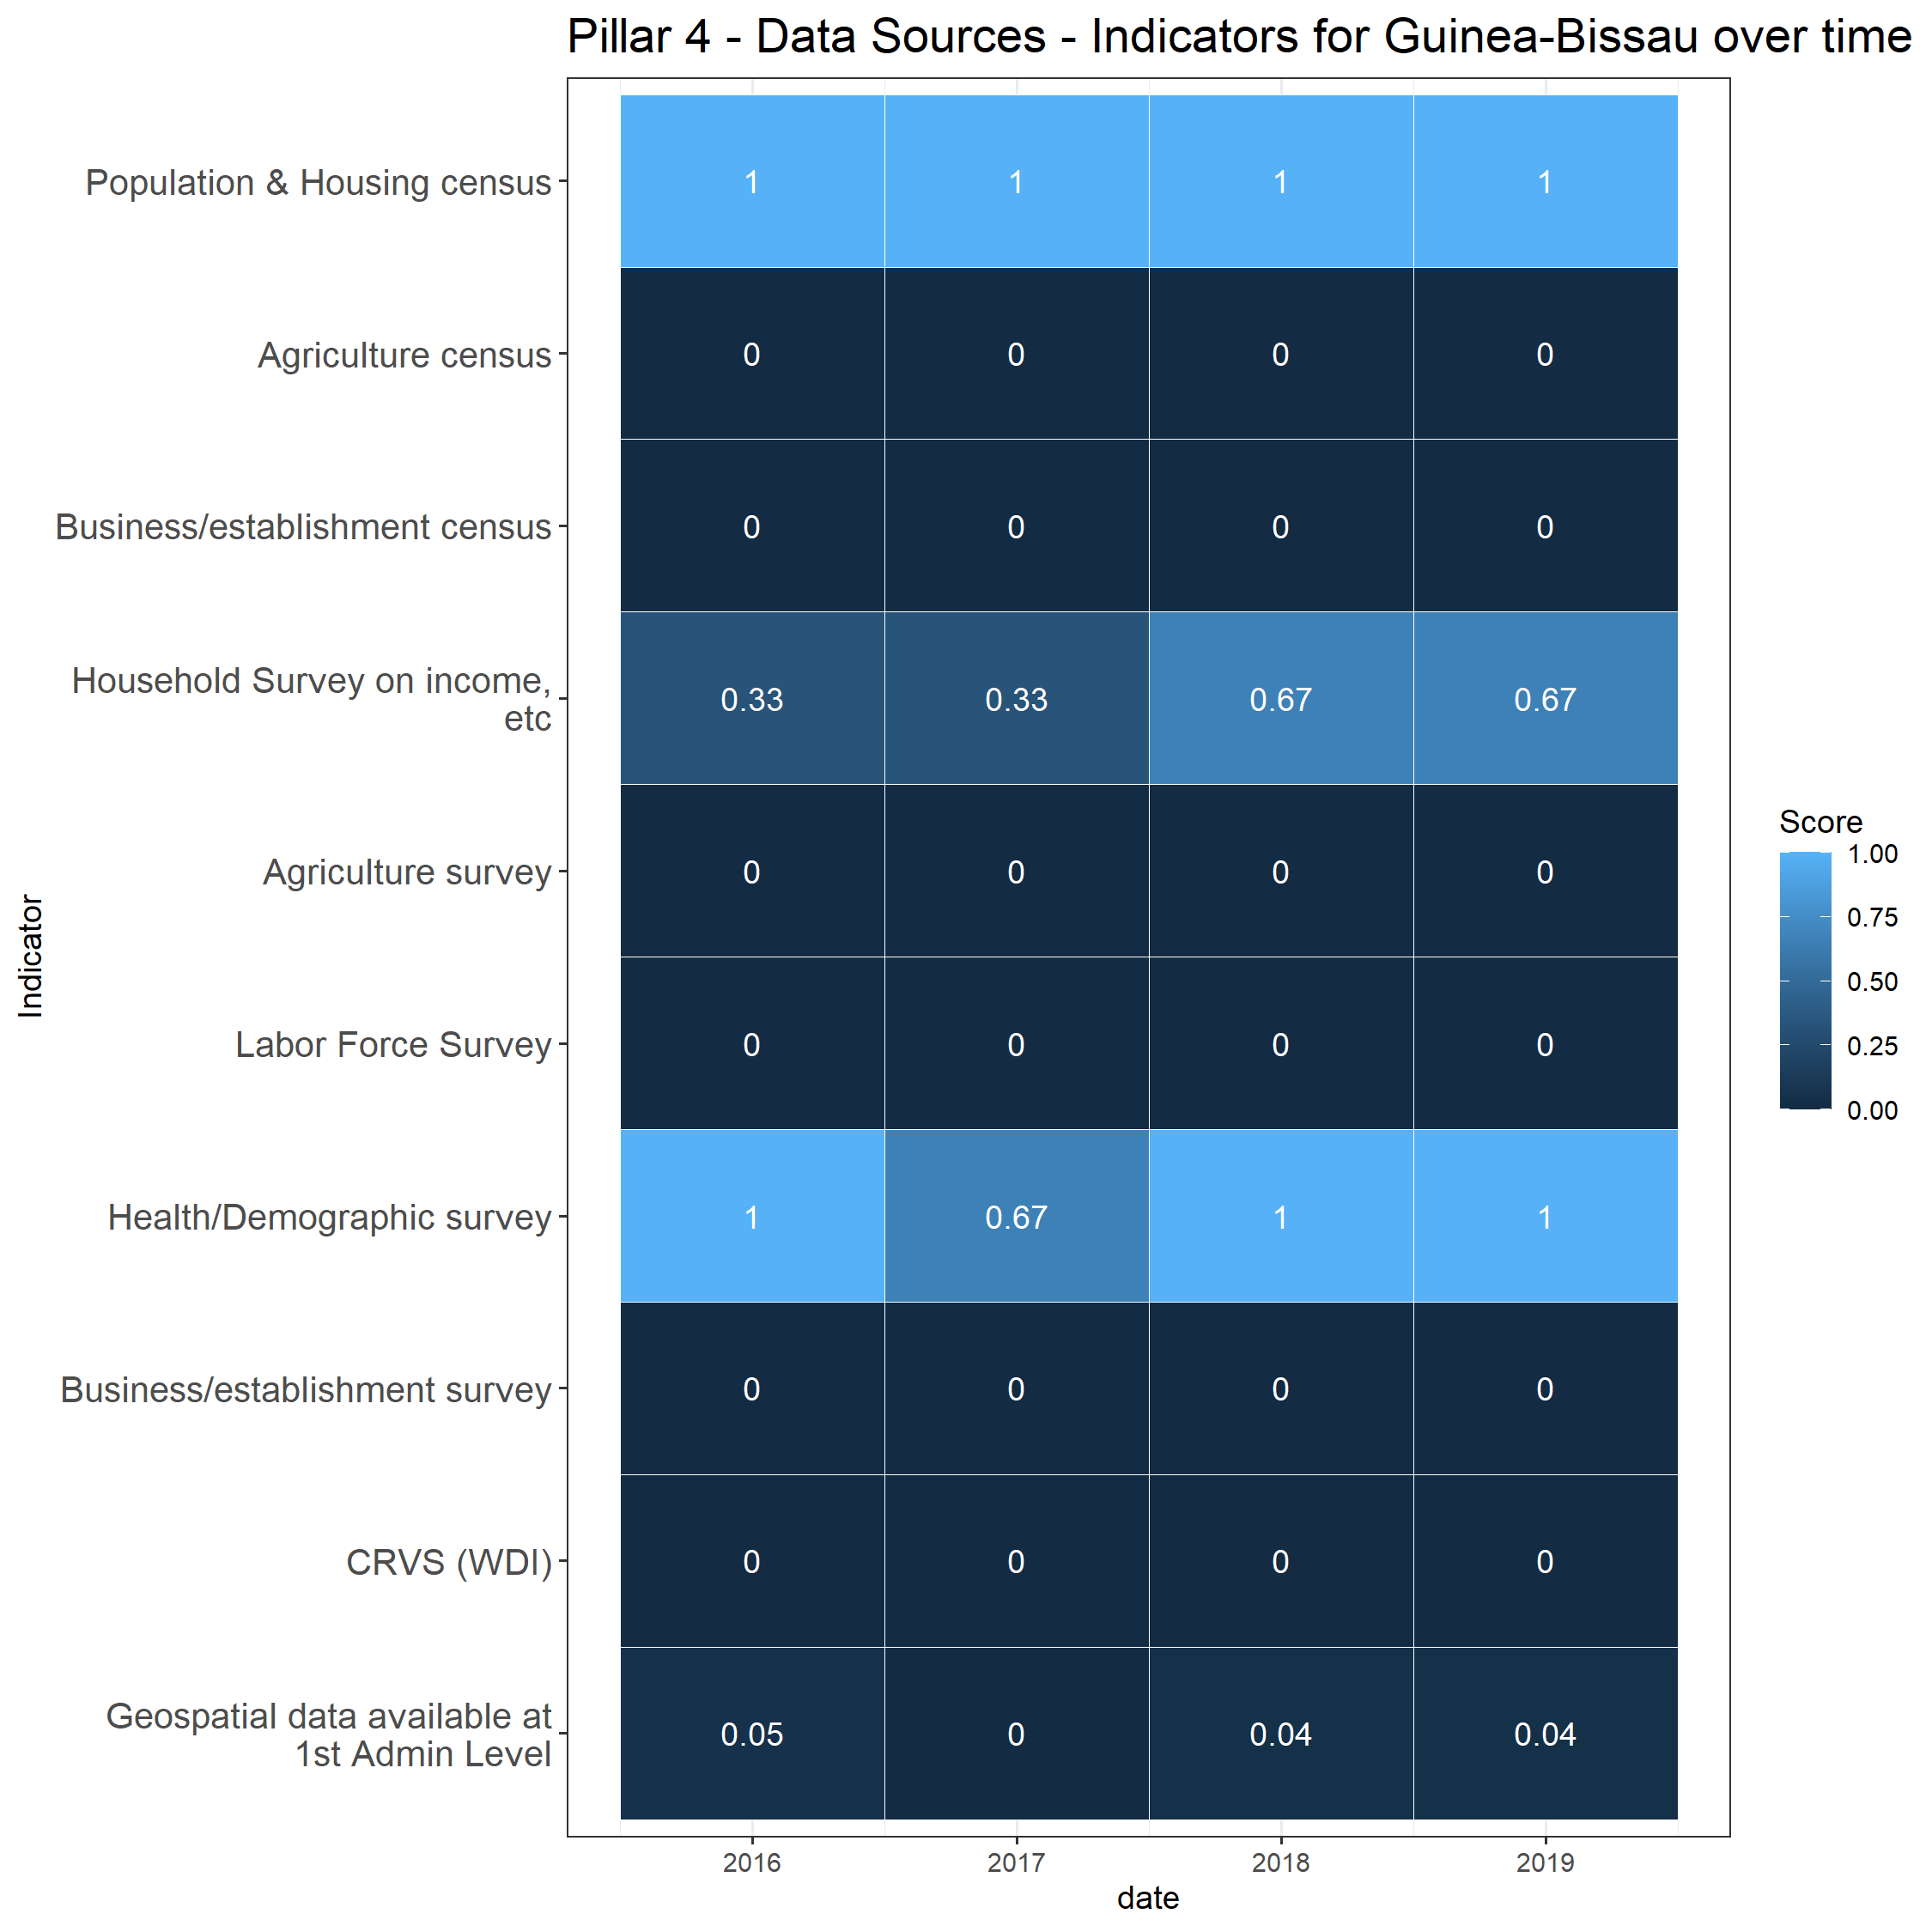 Pillar 4 - Data Sources - Indicators for Guinea-Bissau over time
Population & Housing census
1 1 1 1
Agriculture census
0 0 0 0
Business/establishment census
0 0 0 0
Household Survey on income,
etc
0.33 0.33 0.67 0.67
Agriculture survey
0 0 0 0
Labor Force Survey
0 0 0 0
Health/Demographic survey
1 0.67 1 1
Business/establishment survey
0 0 0 0
CRVS (WDI)
0 0 0 0
Geospatial data available at
1st Admin Level
0.05 0 0.04 0.04
2016 2017 2018 2019
date
Indicator
Score
1.00
0.75
0.50
0.25
0.00